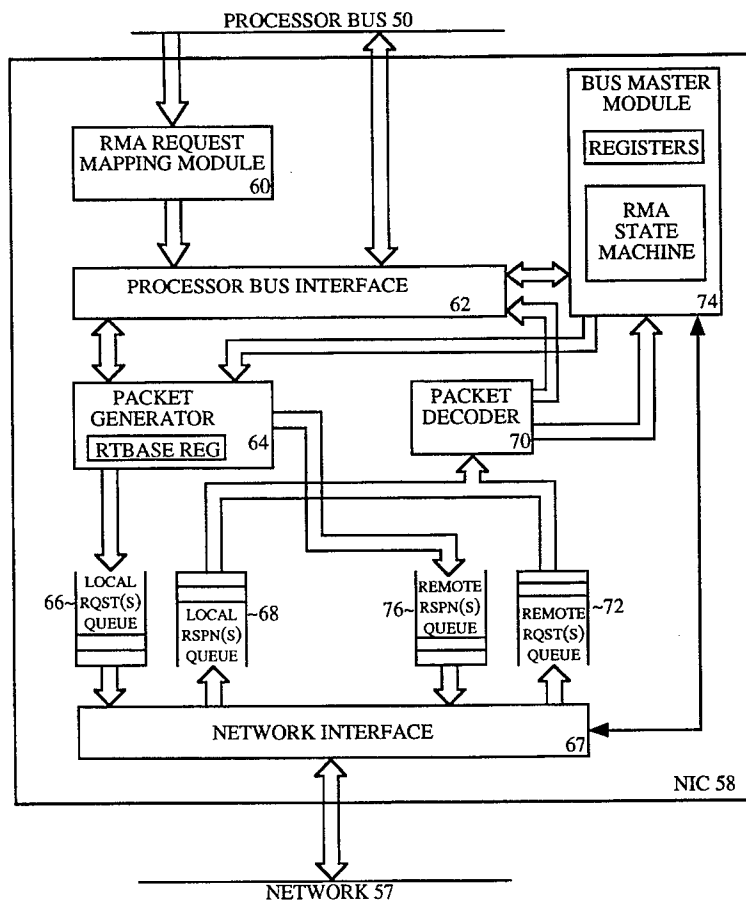 PROCESSOR BUS 50
BUS MASTER
MODULE
REGISTERS
RMA
STATE
MACHINE
74
RMA REQUEST
MAPPING MODULE
60
PROCESSOR BUS INTERFACE
62
PACKET
GENERATOR
64
RTBASE REG
PACKET
DECODER
70
66~
LOCAL
RQST(S)
QUEUE
LOCAL
RSPN(S)
QUEUE
~68
76~
REMOTE
RSPN(S)
QUEUE
REMOTE
RQST(S)
QUEUE
~72
NETWORK INTERFACE
67
NIC 58
NETWORK 57